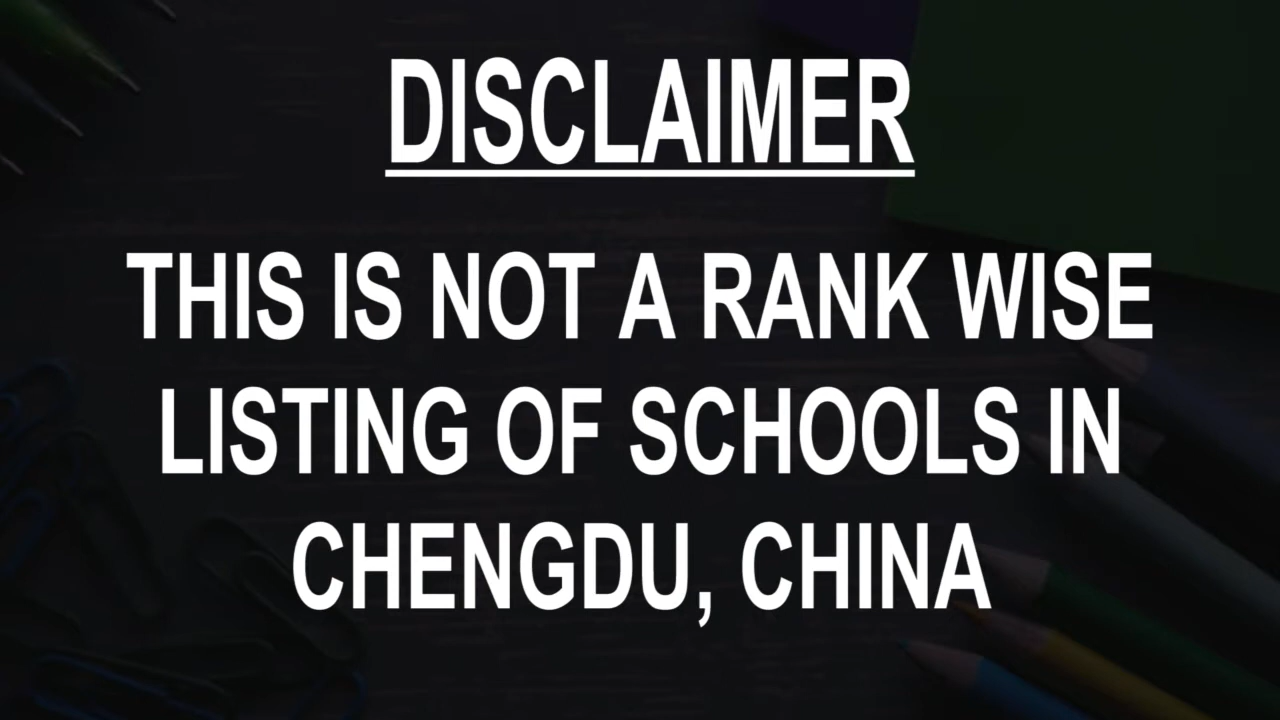 DISCLAIMER
THIS IS NOT A RANK WISE
LISTING OF SCHOOLS IN
CHENGDU, CHINA